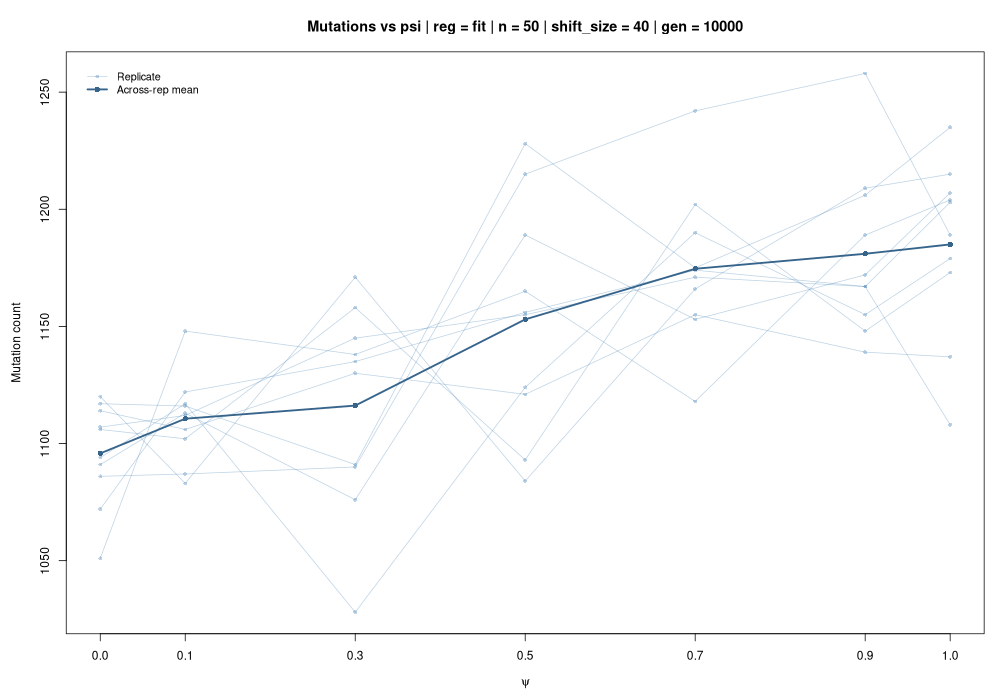 Mutations vs psi | reg = fit | n = 50 | shift_size = 40 | gen = 10000
Replicate
Across-rep mean
Mutation count
1250
1200
1150
1100
1050
0.0 0.1 0.3 0.5 0.7 0.9 1.0
ψ